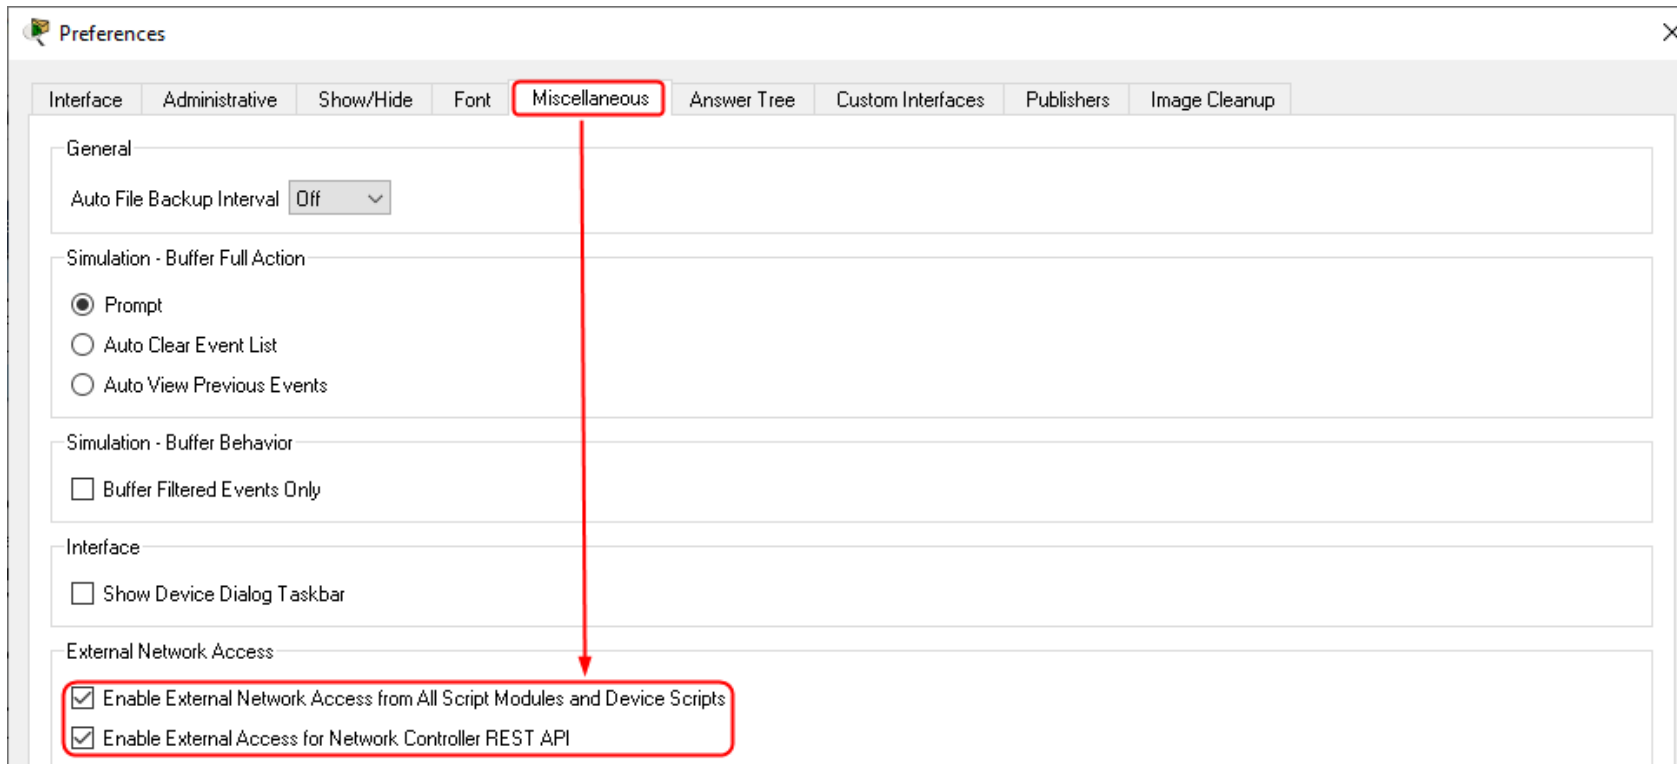 Preferences
Interface Administrative Show/Hide Font Miscellaneous Answer Tree Custom Interfaces Publishers Image Cleanup
General
Auto File Backup Interval Off
Simulation - Buffer Full Action
Prompt
Auto Clear Event List
Auto View Previous Events
Simulation - Buffer Behavior
Buffer Filtered Events Only
Interface
Show Device Dialog Taskbar
External Network Access
Enable External Network Access from All Script Modules and Device Scripts
Enable External Access for Network Controller REST API